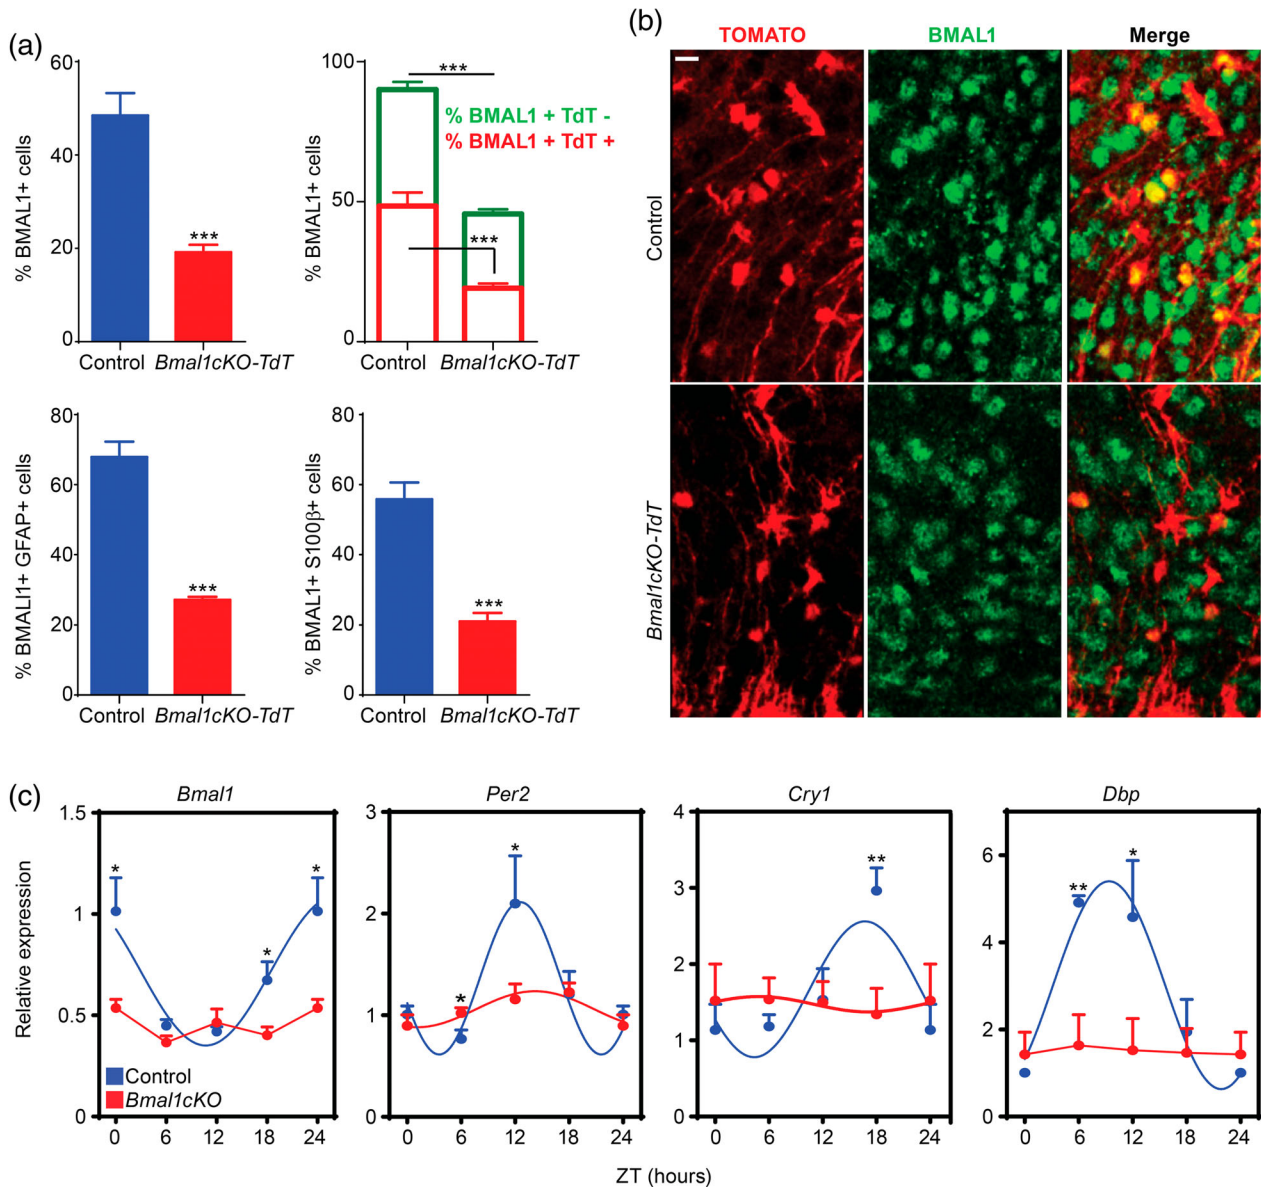 (a)
60
40
20
0
% BMAL1+ cells
Control
Bmal1cKO-TdT
***
100
50
0
% BMAL1+ cells
***
% BMAL1 + TdT -
% BMAL1 + TdT +
***
Control
Bmal1cKO-TdT
80
60
40
20
0
% BMALI1+ GFAP+ cells
***
Control
Bmal1cKO-TdT
80
60
40
20
0
% BMAL1+ S100β+ cells
***
Control
Bmal1cKO-TdT
(b)
TOMATO
BMAL1
Merge
Control
Bmal1cKO-TdT
(c)
Bmal1
Per2
Cry1
Dbp
Relative expression
1.5
1
0.5
0
*
*
*
Control
Bmal1cKO
0 6 12 18 24
3
2
1
0
*
*
0 6 12 18 24
4
3
2
1
0
**
0 6 12 18 24
6
4
2
0
**
*
0 6 12 18 24
ZT (hours)